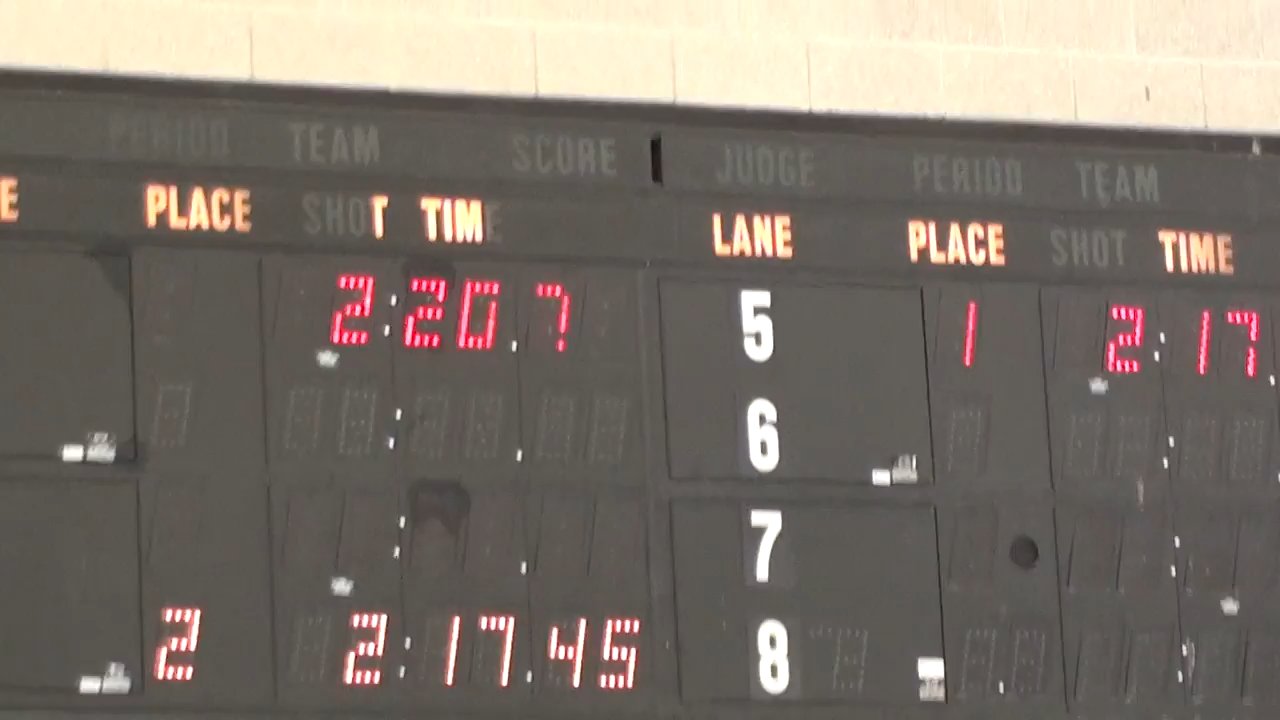 PERIOD TEAM SCORE JUDGE PERIOD TEAM
E PLACE SHOT TIME LANE PLACE SHOT TIME
2:20.7 5 1 2:17
6
7
2 2:17.45 8